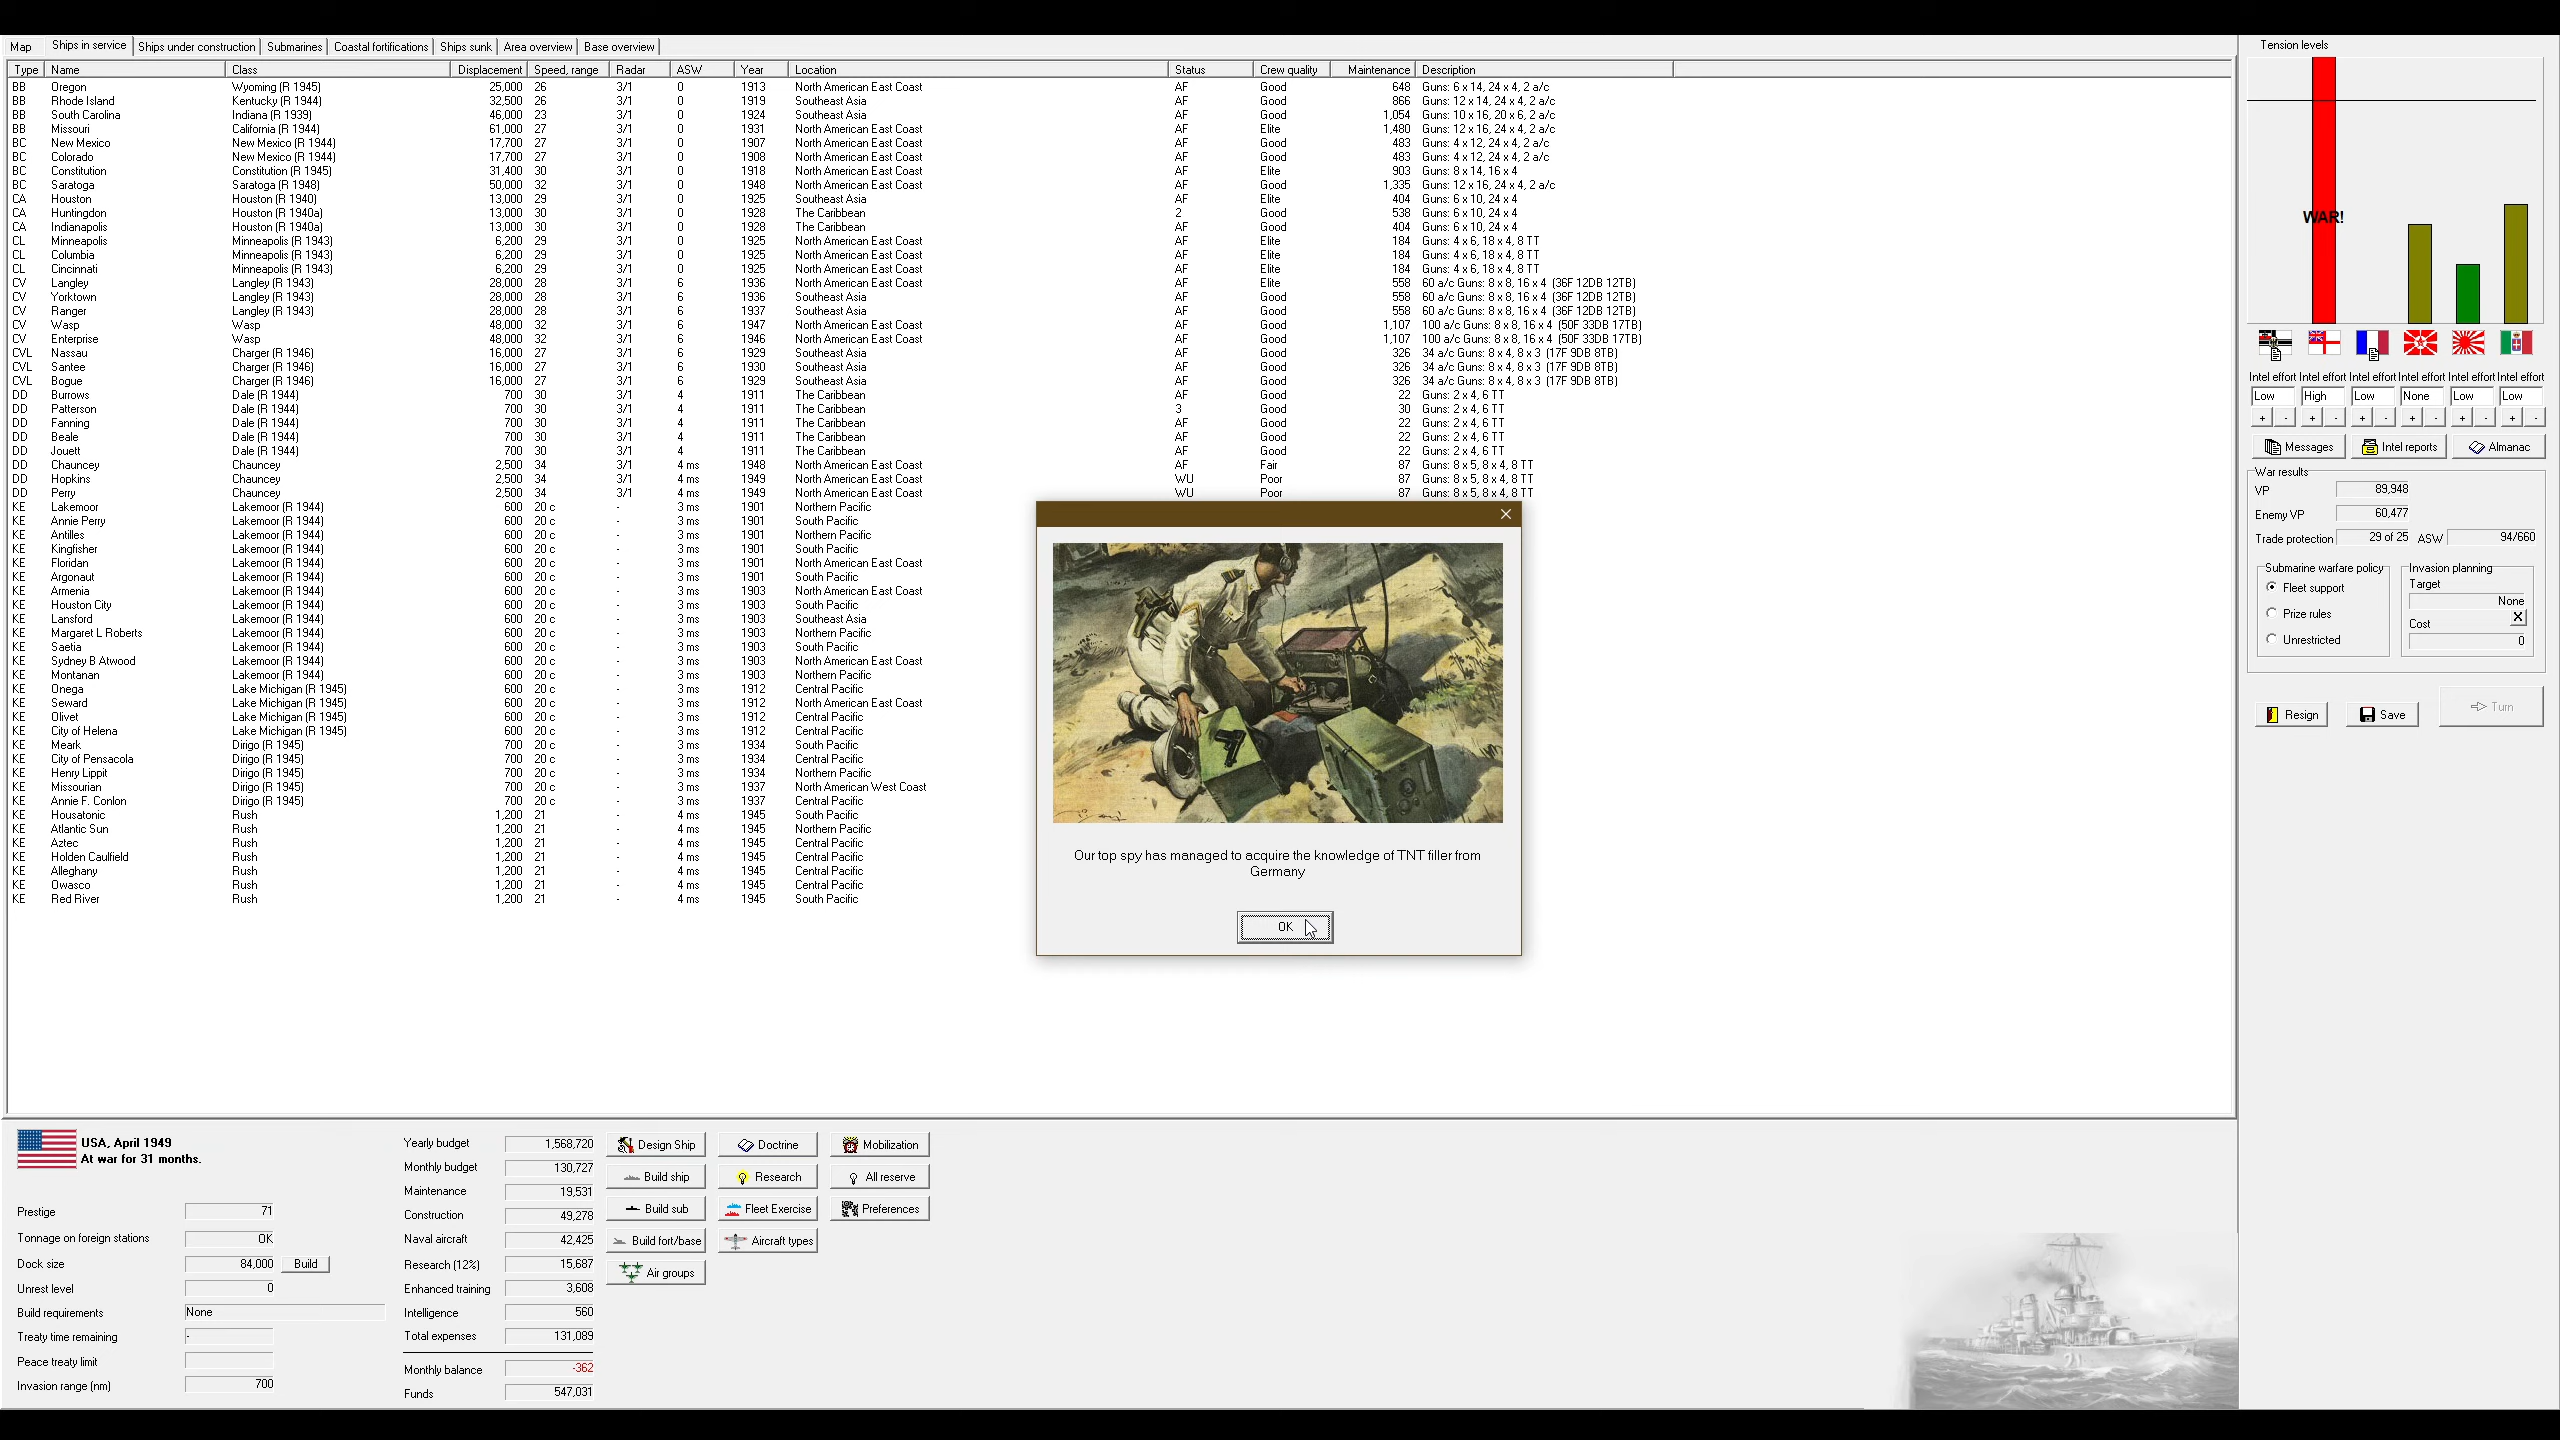 Map Ships in service Ships under construction Submarines Coastal fortifications Ships sunk Area overview Base overview
Type Name Class Displacement Speed, range Radar ASW Year Location Status Crew quality Maintenance Description
BB Oregon Wyoming (R 1945) 25,000 26 3/1 0 1913 North American East Coast AF Good 648 Guns: 6 x 14, 24 x 4, 2 a/c
BB Rhode Island Kentucky (R 1944) 32,500 26 3/1 0 1919 Southeast Asia AF Good 866 Guns: 12 x 14, 24 x 4, 2 a/c
BB South Carolina Indiana (R 1939) 46,000 23 3/1 0 1924 Southeast Asia AF Good 1,054 Guns: 10 x 16, 20 x 6, 2 a/c
BB Missouri California (R 1944) 61,000 27 3/1 0 1931 North American East Coast AF Elite 1,480 Guns: 12 x 16, 24 x 4, 2 a/c
BC New Mexico New Mexico (R 1944) 17,700 27 3/1 0 1907 North American East Coast AF Good 483 Guns: 4 x 12, 24 x 4, 2 a/c
BC Colorado New Mexico (R 1944) 17,700 27 3/1 0 1908 North American East Coast AF Good 483 Guns: 4 x 12, 24 x 4, 2 a/c
BC Constitution Constitution (R 1945) 31,400 30 3/1 0 1918 North American East Coast AF Elite 903 Guns: 8 x 14, 16 x 4
BC Saratoga Saratoga (R 1948) 50,000 32 3/1 0 1948 North American East Coast AF Good 1,335 Guns: 12 x 16, 24 x 4, 2 a/c
CA Houston Houston (R 1940) 13,000 29 3/1 0 1925 Southeast Asia AF Elite 404 Guns: 6 x 10, 24 x 4
CA Huntingdon Houston (R 1940a) 13,000 30 3/1 0 1928 The Caribbean 2 Good 538 Guns: 6 x 10, 24 x 4
CA Indianapolis Houston (R 1940a) 13,000 30 3/1 0 1928 The Caribbean AF Good 404 Guns: 6 x 10, 24 x 4
CL Minneapolis Minneapolis (R 1943) 6,200 29 3/1 0 1925 North American East Coast AF Elite 184 Guns: 4 x 6, 18 x 4, 8 TT
CL Columbia Minneapolis (R 1943) 6,200 29 3/1 0 1925 North American East Coast AF Elite 184 Guns: 4 x 6, 18 x 4, 8 TT
CL Cincinnati Minneapolis (R 1943) 6,200 29 3/1 0 1925 North American East Coast AF Elite 184 Guns: 4 x 6, 18 x 4, 8 TT
CV Langley Langley (R 1943) 28,000 28 3/1 6 1936 North American East Coast AF Elite 558 60 a/c Guns: 8 x 8, 16 x 4 (36F 12DB 12TB)
CV Yorktown Langley (R 1943) 28,000 28 3/1 6 1936 Southeast Asia AF Good 558 60 a/c Guns: 8 x 8, 16 x 4 (36F 12DB 12TB)
CV Ranger Langley (R 1943) 28,000 28 3/1 6 1937 Southeast Asia AF Good 558 60 a/c Guns: 8 x 8, 16 x 4 (36F 12DB 12TB)
CV Wasp Wasp 48,000 32 3/1 6 1947 North American East Coast AF Good 1,107 100 a/c Guns: 8 x 8, 16 x 4 (50F 33DB 17TB)
CV Enterprise Wasp 48,000 32 3/1 6 1946 North American East Coast AF Good 1,107 100 a/c Guns: 8 x 8, 16 x 4 (50F 33DB 17TB)
CVL Nassau Charger (R 1946) 16,000 27 3/1 6 1929 Southeast Asia AF Good 326 34 a/c Guns: 8 x 4, 8 x 3 (17F 9DB 8TB)
CVL Santee Charger (R 1946) 16,000 27 3/1 6 1930 Southeast Asia AF Good 326 34 a/c Guns: 8 x 4, 8 x 3 (17F 9DB 8TB)
CVL Bogue Charger (R 1946) 16,000 27 3/1 6 1929 Southeast Asia AF Good 326 34 a/c Guns: 8 x 4, 8 x 3 (17F 9DB 8TB)
DD Burrows Dale (R 1944) 700 30 3/1 4 1911 The Caribbean AF Good 22 Guns: 2 x 4, 6 TT
DD Patterson Dale (R 1944) 700 30 3/1 4 1911 The Caribbean 3 Good 30 Guns: 2 x 4, 6 TT
DD Fanning Dale (R 1944) 700 30 3/1 4 1911 The Caribbean AF Good 22 Guns: 2 x 4, 6 TT
DD Beale Dale (R 1944) 700 30 3/1 4 1911 The Caribbean AF Good 22 Guns: 2 x 4, 6 TT
DD Jouett Dale (R 1944) 700 30 3/1 4 1911 The Caribbean AF Good 22 Guns: 2 x 4, 6 TT
DD Chauncey Chauncey 2,500 34 3/1 4 ms 1948 North American East Coast AF Fair 87 Guns: 8 x 5, 8 x 4, 8 TT
DD Hopkins Chauncey 2,500 34 3/1 4 ms 1949 North American East Coast WU Poor 87 Guns: 8 x 5, 8 x 4, 8 TT
DD Perry Chauncey 2,500 34 3/1 4 ms 1949 North American East Coast WU Poor 87 Guns: 8 x 5, 8 x 4, 8 TT
KE Lakemoor Lakemoor (R 1944) 600 20 c - 3 ms 1901 Northern Pacific
KE Annie Perry Lakemoor (R 1944) 600 20 c - 3 ms 1901 South Pacific
KE Antilles Lakemoor (R 1944) 600 20 c - 3 ms 1901 Northern Pacific
KE Kingfisher Lakemoor (R 1944) 600 20 c - 3 ms 1901 South Pacific
KE Floridan Lakemoor (R 1944) 600 20 c - 3 ms 1901 North American East Coast
KE Argonaut Lakemoor (R 1944) 600 20 c - 3 ms 1901 South Pacific
KE Armenia Lakemoor (R 1944) 600 20 c - 3 ms 1903 North American East Coast
KE Houston City Lakemoor (R 1944) 600 20 c - 3 ms 1903 South Pacific
KE Lansford Lakemoor (R 1944) 600 20 c - 3 ms 1903 Southeast Asia
KE Margaret L Roberts Lakemoor (R 1944) 600 20 c - 3 ms 1903 Northern Pacific
KE Saetia Lakemoor (R 1944) 600 20 c - 3 ms 1903 South Pacific
KE Sydney B Atwood Lakemoor (R 1944) 600 20 c - 3 ms 1903 North American East Coast
KE Montanan Lakemoor (R 1944) 600 20 c - 3 ms 1903 Northern Pacific
KE Onega Lake Michigan (R 1945) 600 20 c - 3 ms 1912 Central Pacific
KE Seward Lake Michigan (R 1945) 600 20 c - 3 ms 1912 North American East Coast
KE Olivet Lake Michigan (R 1945) 600 20 c - 3 ms 1912 Central Pacific
KE City of Helena Lake Michigan (R 1945) 600 20 c - 3 ms 1912 Central Pacific
KE Meark Dirigo (R 1945) 700 20 c - 3 ms 1934 South Pacific
KE City of Pensacola Dirigo (R 1945) 700 20 c - 3 ms 1934 Central Pacific
KE Henry Lippit Dirigo (R 1945) 700 20 c - 3 ms 1934 Northern Pacific
KE Missourian Dirigo (R 1945) 700 20 c - 3 ms 1937 North American West Coast
KE Annie F. Conlon Dirigo (R 1945) 700 20 c - 3 ms 1937 Central Pacific
KE Housatonic Rush 1,200 21 - 4 ms 1945 South Pacific
KE Atlantic Sun Rush 1,200 21 - 4 ms 1945 Northern Pacific
KE Aztec Rush 1,200 21 - 4 ms 1945 Central Pacific
KE Holden Caulfield Rush 1,200 21 - 4 ms 1945 Central Pacific
KE Alleghany Rush 1,200 21 - 4 ms 1945 Central Pacific
KE Owasco Rush 1,200 21 - 4 ms 1945 Central Pacific
KE Red River Rush 1,200 21 - 4 ms 1945 South Pacific
Our top spy has managed to acquire the knowledge of TNT filler from
Germany
OK
Tension levels
WAR!
Intel effort Intel effort Intel effort Intel effort Intel effort Intel effort
Low High Low None Low Low
+ - + - + - + - + - + -
Messages Intel reports Almanac
War results
VP 89,948
Enemy VP 60,477
Trade protection 29 of 25 ASW 94/660
Submarine warfare policy
Fleet support
Prize rules
Unrestricted
Invasion planning
Target
None
Cost
0
Resign Save Turn
USA, April 1949
At war for 31 months.
Prestige 71
Tonnage on foreign stations OK
Dock size 84,000 Build
Unrest level 0
Build requirements None
Treaty time remaining -
Peace treaty limit
Invasion range (nm) 700
Yearly budget 1,568,720
Monthly budget 130,727
Maintenance 19,531
Construction 49,278
Naval aircraft 42,425
Research (12%) 15,687
Enhanced training 3,608
Intelligence 560
Total expenses 131,089
Monthly balance -362
Funds 547,031
Design Ship Doctrine Mobilization
Build ship Research All reserve
Build sub Fleet Exercise Preferences
Build fort/base Aircraft types
Air groups